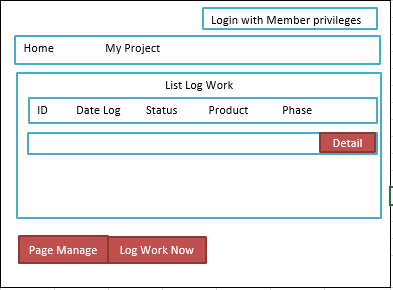 Login with Member privileges
Home My Project
List Log Work
ID Date Log Status Product Phase
Detail
Page Manage Log Work Now